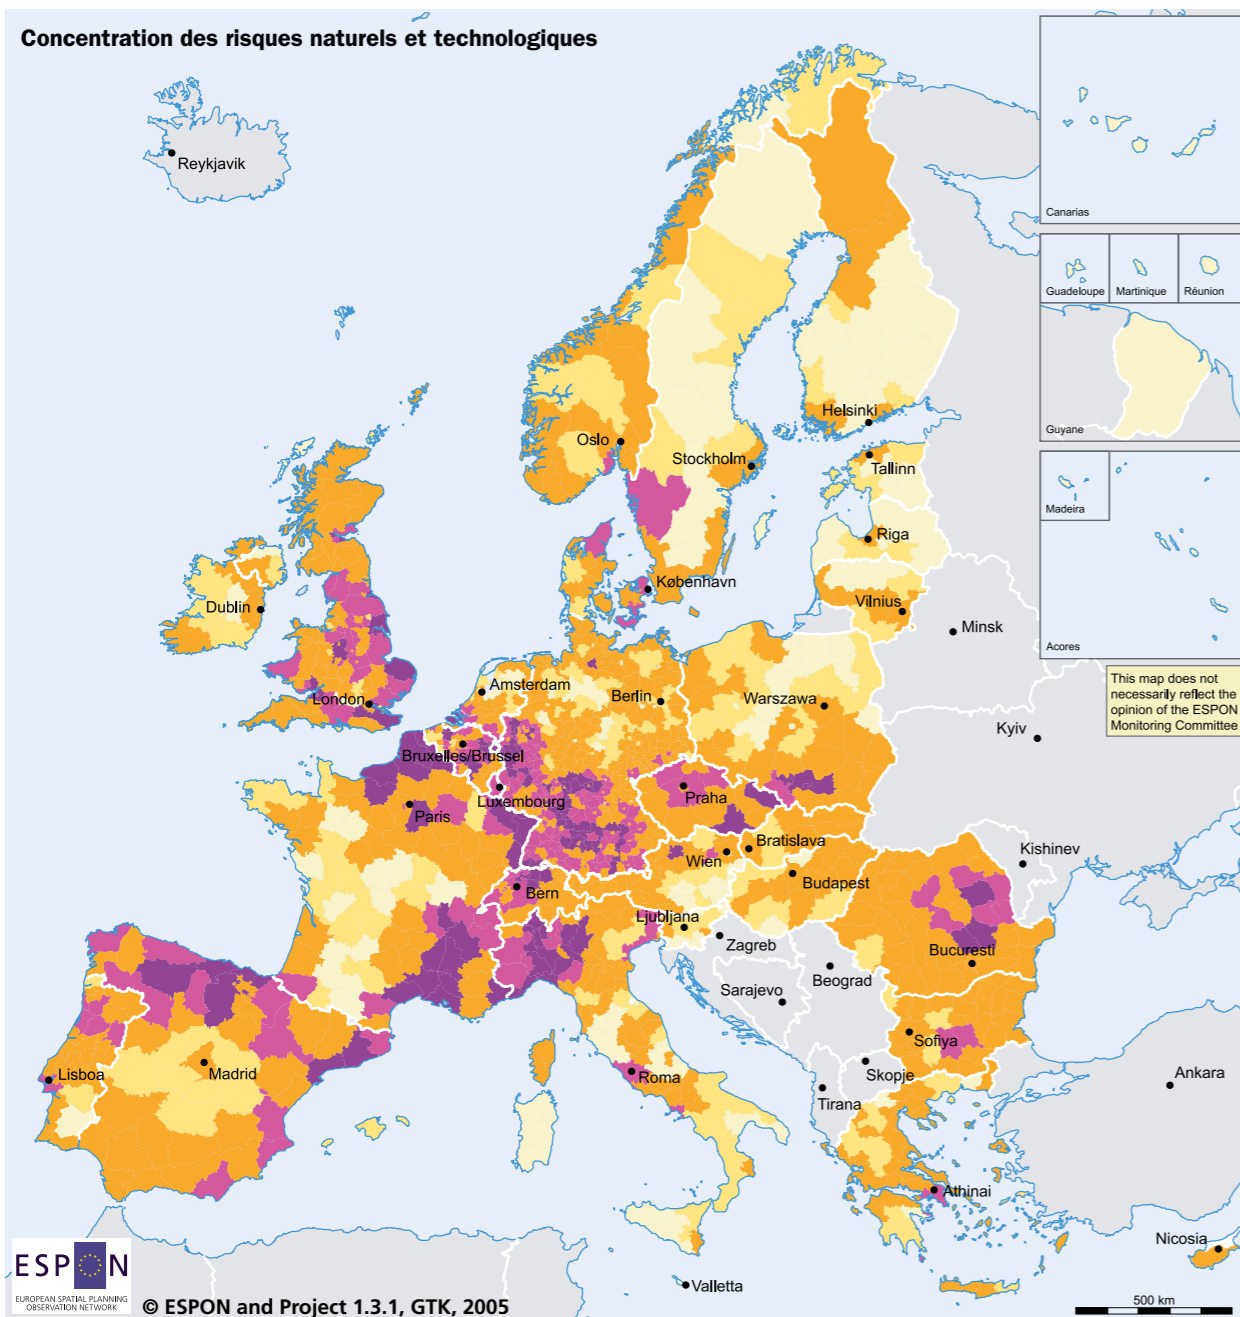 Concentration des risques naturels et technologiques
Reykjavik
Canarias
Guadeloupe
Martinique
Réunion
Guyane
Madeira
Acores
Helsinki
Oslo
Stockholm
Tallinn
Riga
København
Vilnius
Dublin
Minsk
London
Amsterdam
Berlin
Warszawa
This map does not
necessarily reflect the
opinion of the ESPON
Monitoring Committee
Kyiv
Bruxelles/Brussel
Luxembourg
Praha
Paris
Wien
Bratislava
Kishinev
Budapest
Bern
Ljubljana
Zagreb
Bucuresti
Beograd
Sarajevo
Sofiya
Skopje
Roma
Madrid
Lisboa
Tirana
Ankara
Athinai
Nicosia
Valletta
ESPON
EUROPEAN SPATIAL PLANNING
OBSERVATION NETWORK
© ESPON and Project 1.3.1, GTK, 2005
500 km